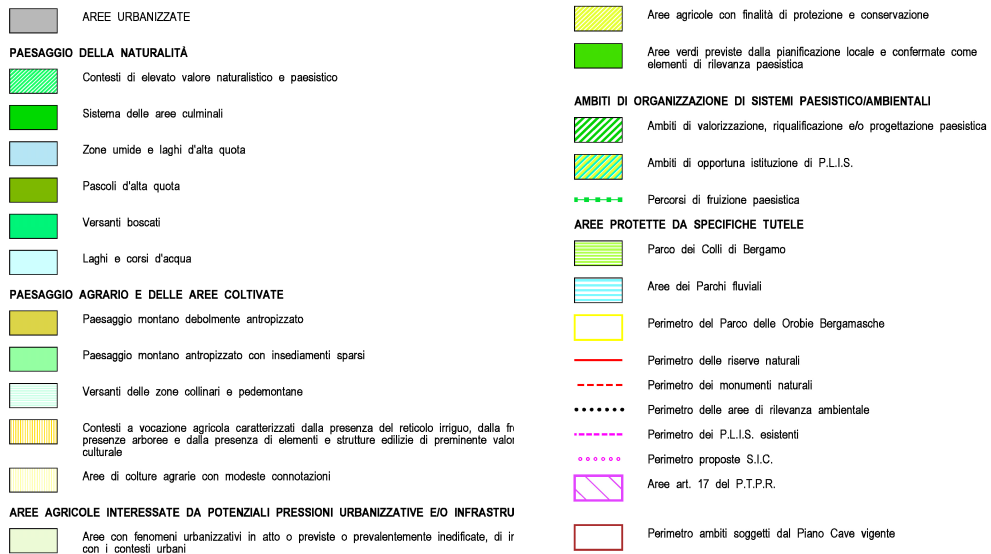 AREE URBANIZZATE
PAESAGGIO DELLA NATURALITÀ
Contesti di elevato valore naturalistico e paesistico
Sistema delle aree culminali
Zone umide e laghi d'alta quota
Pascoli d'alta quota
Versanti boscati
Laghi e corsi d'acqua
PAESAGGIO AGRARIO E DELLE AREE COLTIVATE
Paesaggio montano debolmente antropizzato
Paesaggio montano antropizzato con insediamenti sparsi
Versanti delle zone collinari e pedemontane
Contesti a vocazione agricola caratterizzati dalla presenza del reticolo irriguo, dalla
presenze arboree e dalla presenza di elementi e strutture edilizie di preminente
culturale
Aree di colture agrarie con modeste connotazioni
AREE AGRICOLE INTERESSATE DA POTENZIALI PRESSIONI URBANIZZATIVE E/O
Aree con fenomeni urbanizzativi in atto o previste o prevalentemente inedificate, di
con i contesti urbani
Aree agricole con finalità di protezione e conservazione
Aree verdi previste dalla pianificazione locale e confermate come
elementi di rilevanza paesistica
AMBITI DI ORGANIZZAZIONE DI SISTEMI PAESISTICO/AMBIENTALI
Ambiti di valorizzazione, riqualificazione e/o progettazione paesistica
Ambiti di opportuna istituzione di P.L.I.S.
Percorsi di fruizione paesistica
AREE PROTETTE DA SPECIFICHE TUTELE
Parco dei Colli di Bergamo
Aree dei Parchi fluviali
Perimetro del Parco delle Orobie Bergamasche
Perimetro delle riserve naturali
Perimetro dei monumenti naturali
Perimetro delle aree di rilevanza ambientale
Perimetro dei P.L.I.S. esistenti
Perimetro proposte S.I.C.
Aree art. 17 del P.T.P.R.
Perimetro ambiti soggetti dal Piano Cave vigente